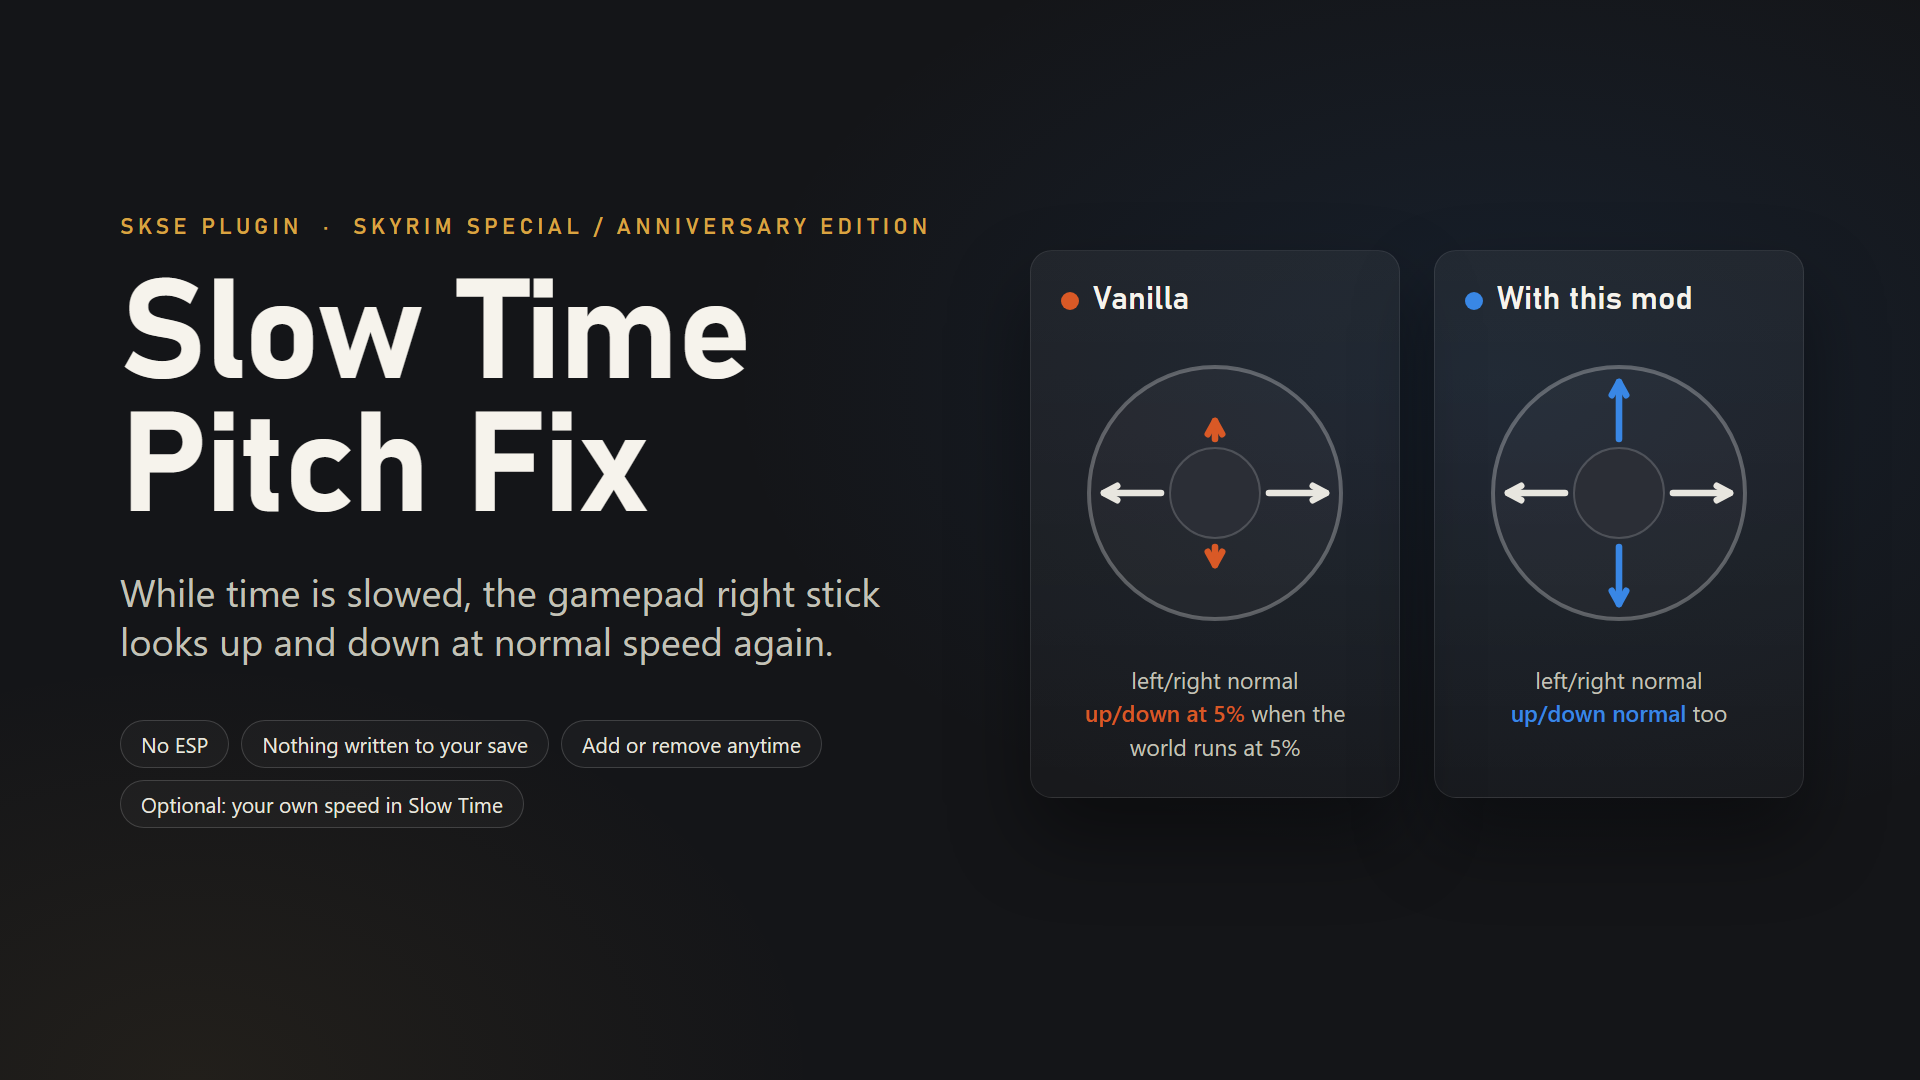 SKSE PLUGIN · SKYRIM SPECIAL / ANNIVERSARY EDITION
Slow Time
Pitch Fix
While time is slowed, the gamepad right stick
looks up and down at normal speed again.
No ESP
Nothing written to your save
Add or remove anytime
Optional: your own speed in Slow Time
Vanilla
left/right normal
up/down at 5% when the
world runs at 5%
With this mod
left/right normal
up/down normal too